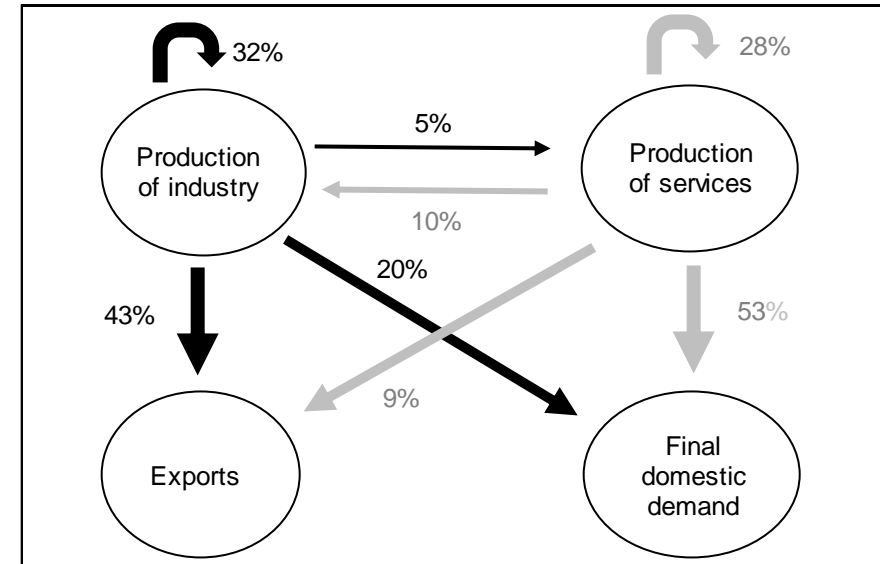 32%
28%
5%
Production
of industry
Production
of services
10%
20%
43%
53%
9%
Exports
Final
domestic
demand